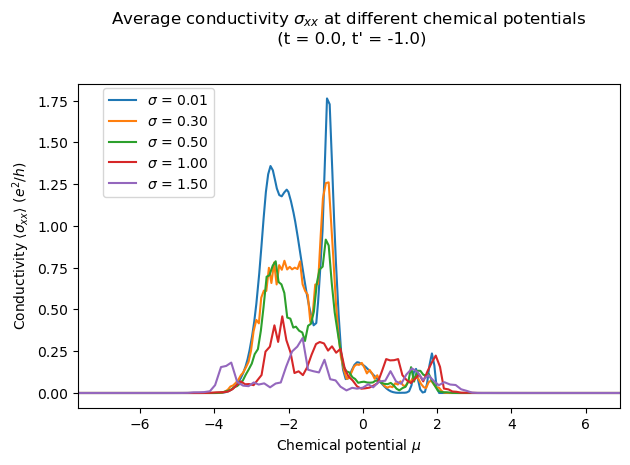 Average conductivity σxx at different chemical potentials
(t = 0.0, t' = -1.0)
Conductivity ⟨σxx⟩ (e²/h)
1.75
1.50
1.25
1.00
0.75
0.50
0.25
0.00
σ = 0.01
σ = 0.30
σ = 0.50
σ = 1.00
σ = 1.50
−6 −4 −2 0 2 4 6
Chemical potential μ